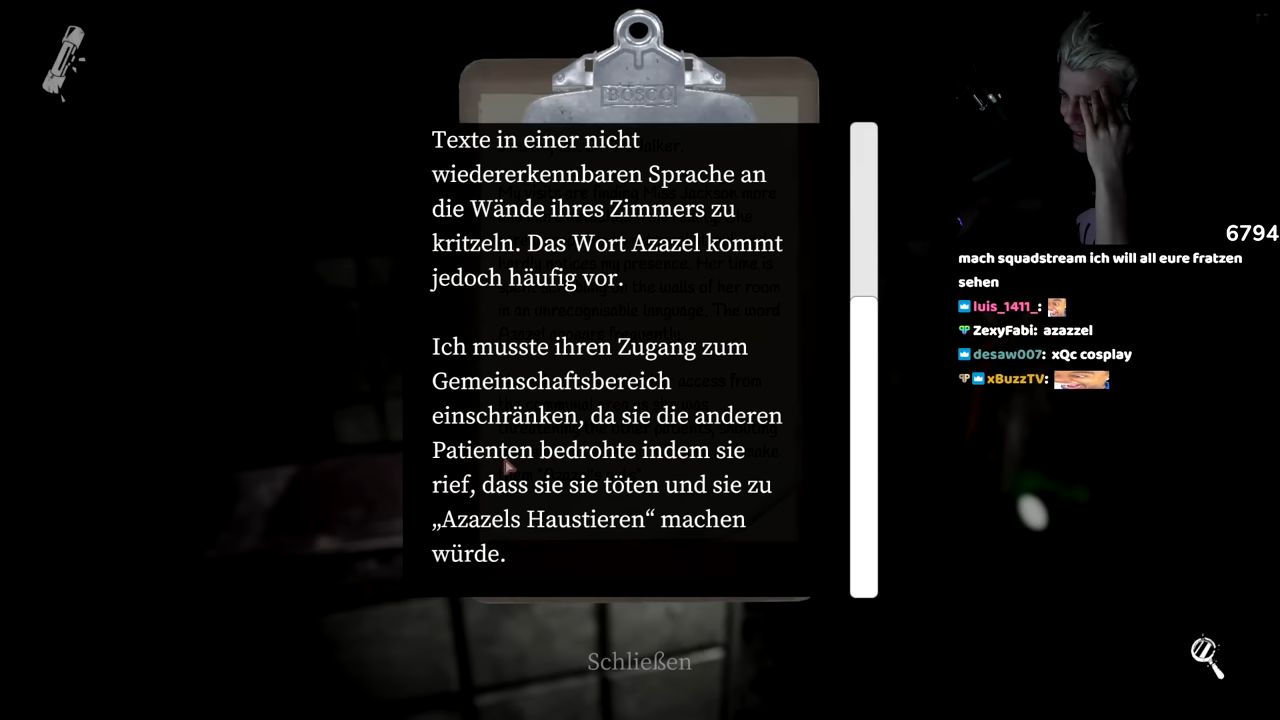 BOSCO
Texte in einer nicht
wiedererkennbaren Sprache an
die Wände ihres Zimmers zu
kritzeln. Das Wort Azazel kommt
jedoch häufig vor.
Ich musste ihren Zugang zum
Gemeinschaftsbereich
einschränken, da sie die anderen
Patienten bedrohte indem sie
rief, dass sie sie töten und sie zu
„Azazels Haustieren“ machen
würde.
Schließen
6794
mach squadstream ich will all eure fratzen
sehen
luis_1411_:
ZexyFabi: azazzel
desaw007: xQc cosplay
xBuzzTV: